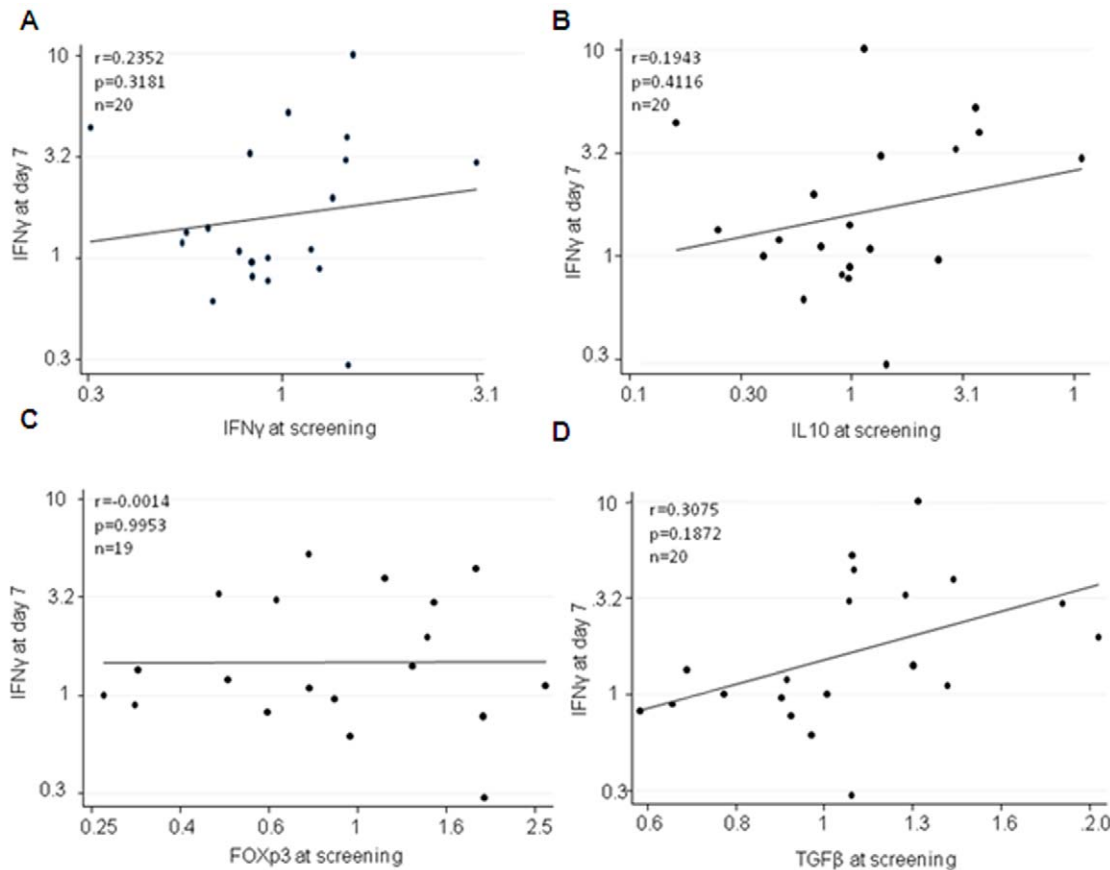 A
r=0.2352
p=0.3181
n=20
10
3.2
1
0.3
IFNγ at day 7
0.3 1 .3.1
IFNγ at screening
B
r=0.1943
p=0.4116
n=20
10
3.2
1
0.3
IFNγ at day 7
0.1 0.30 1 3.1 1
IL10 at screening
C
r=-0.0014
p=0.9953
n=19
10
3.2
1
0.3
IFNγ at day 7
0.25 0.4 0.6 1 1.6 2.5
FOXp3 at screening
D
r=0.3075
p=0.1872
n=20
10
3.2
1
0.3
IFNγ at day 7
0.6 0.8 1 1.3 1.6 .2.0
TGFβ at screening